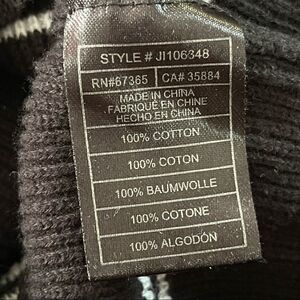 STYLE # JI106348
RN#67365 CA# 35884
MADE IN CHINA
FABRIQUÉ EN CHINE
HECHO EN CHINA
100% COTTON
100% COTON
100% BAUMWOLLE
100% COTONE
100% ALGODÓN